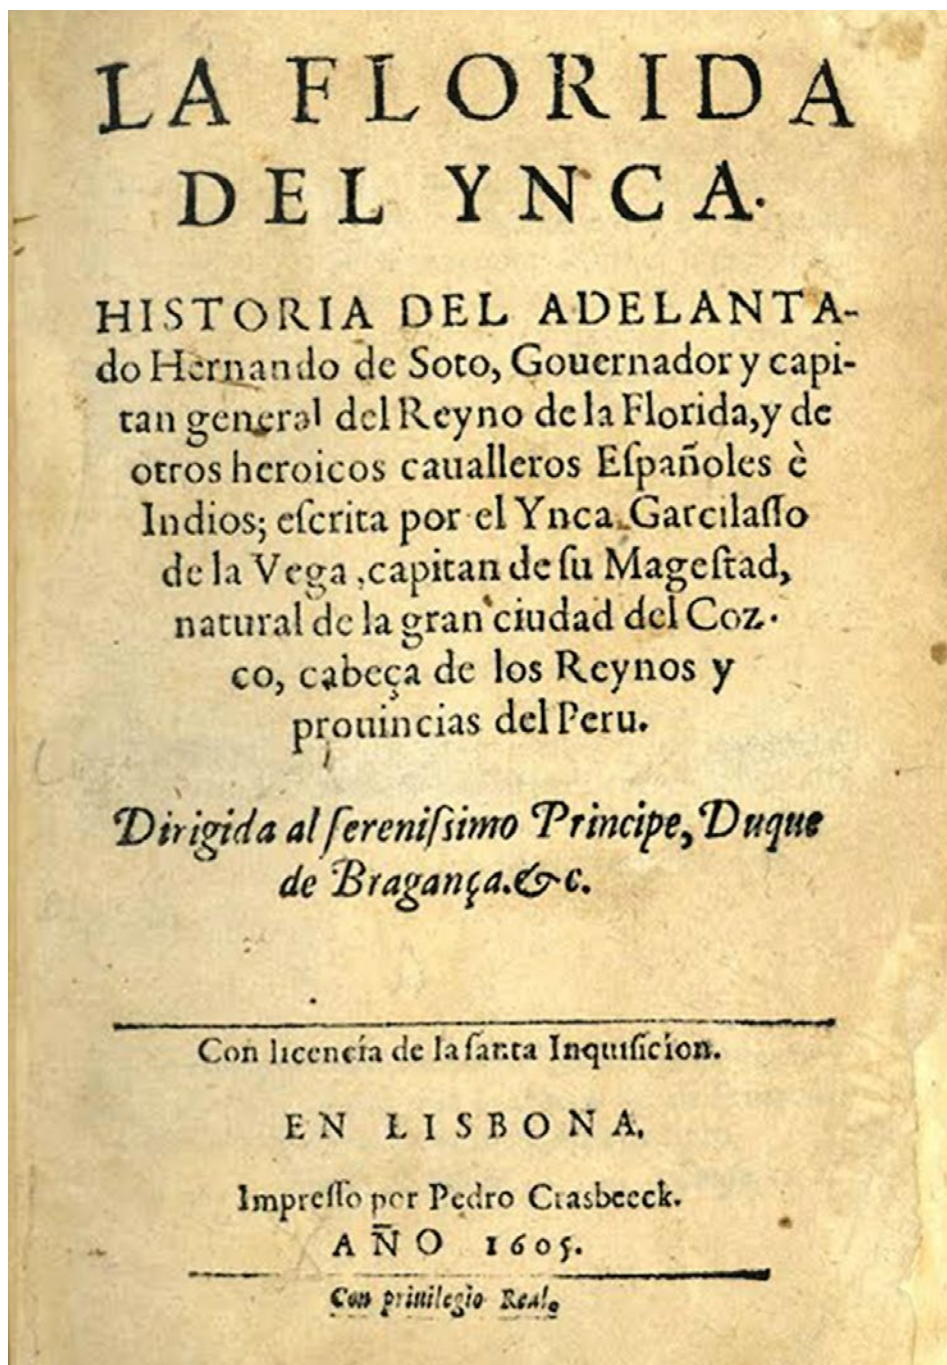 LA FLORIDA
DEL YNCA.
HISTORIA DEL ADELANTA-
do Hernando de Soto, Gouernador y capi-
tan general del Reyno de la Florida, y de
otros heroicos caualleros Eſpañoles è
Indios; eſcrita por el Ynca Garcilaſſo
de la Vega, capitan de ſu Mageſtad,
natural de la gran ciudad del Coz-
co, cabeça de los Reynos y
prouincias del Peru.
Dirigida al ſereniſsimo Principe, Duque
de Bragança. &c.
Con licencia de la ſanta Inquiſicion.
EN LISBONA.
Impreſſo por Pedro Crasbeeck.
AÑO 1605.
Con priuilegio Real.